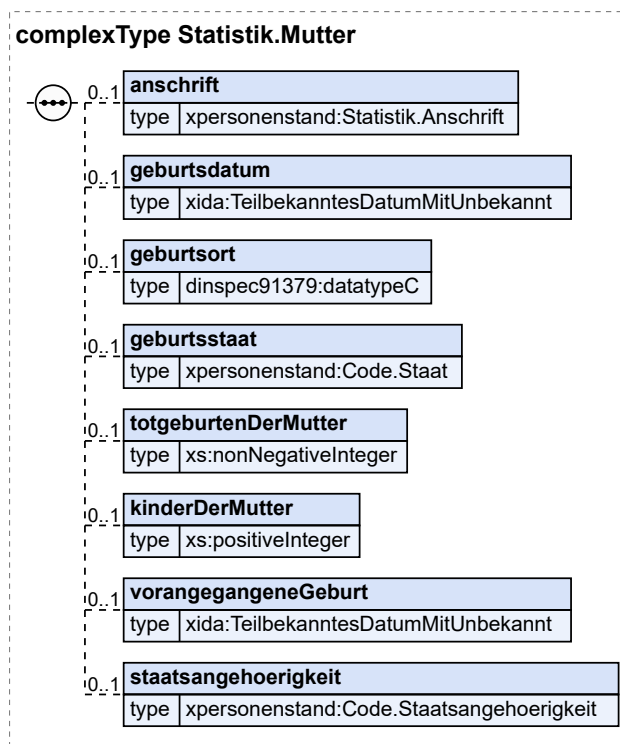 complexType Statistik.Mutter
0..1 anschrift
type xpersonenstand:Statistik.Anschrift
0..1 geburtsdatum
type xida:TeilbekanntesDatumMitUnbekannt
0..1 geburtsort
type dinspec91379:datatypeC
0..1 geburtsstaat
type xpersonenstand:Code.Staat
0..1 totgeburtenDerMutter
type xs:nonNegativeInteger
0..1 kinderDerMutter
type xs:positiveInteger
0..1 vorangegangeneGeburt
type xida:TeilbekanntesDatumMitUnbekannt
0..1 staatsangehoerigkeit
type xpersonenstand:Code.Staatsangehoerigkeit